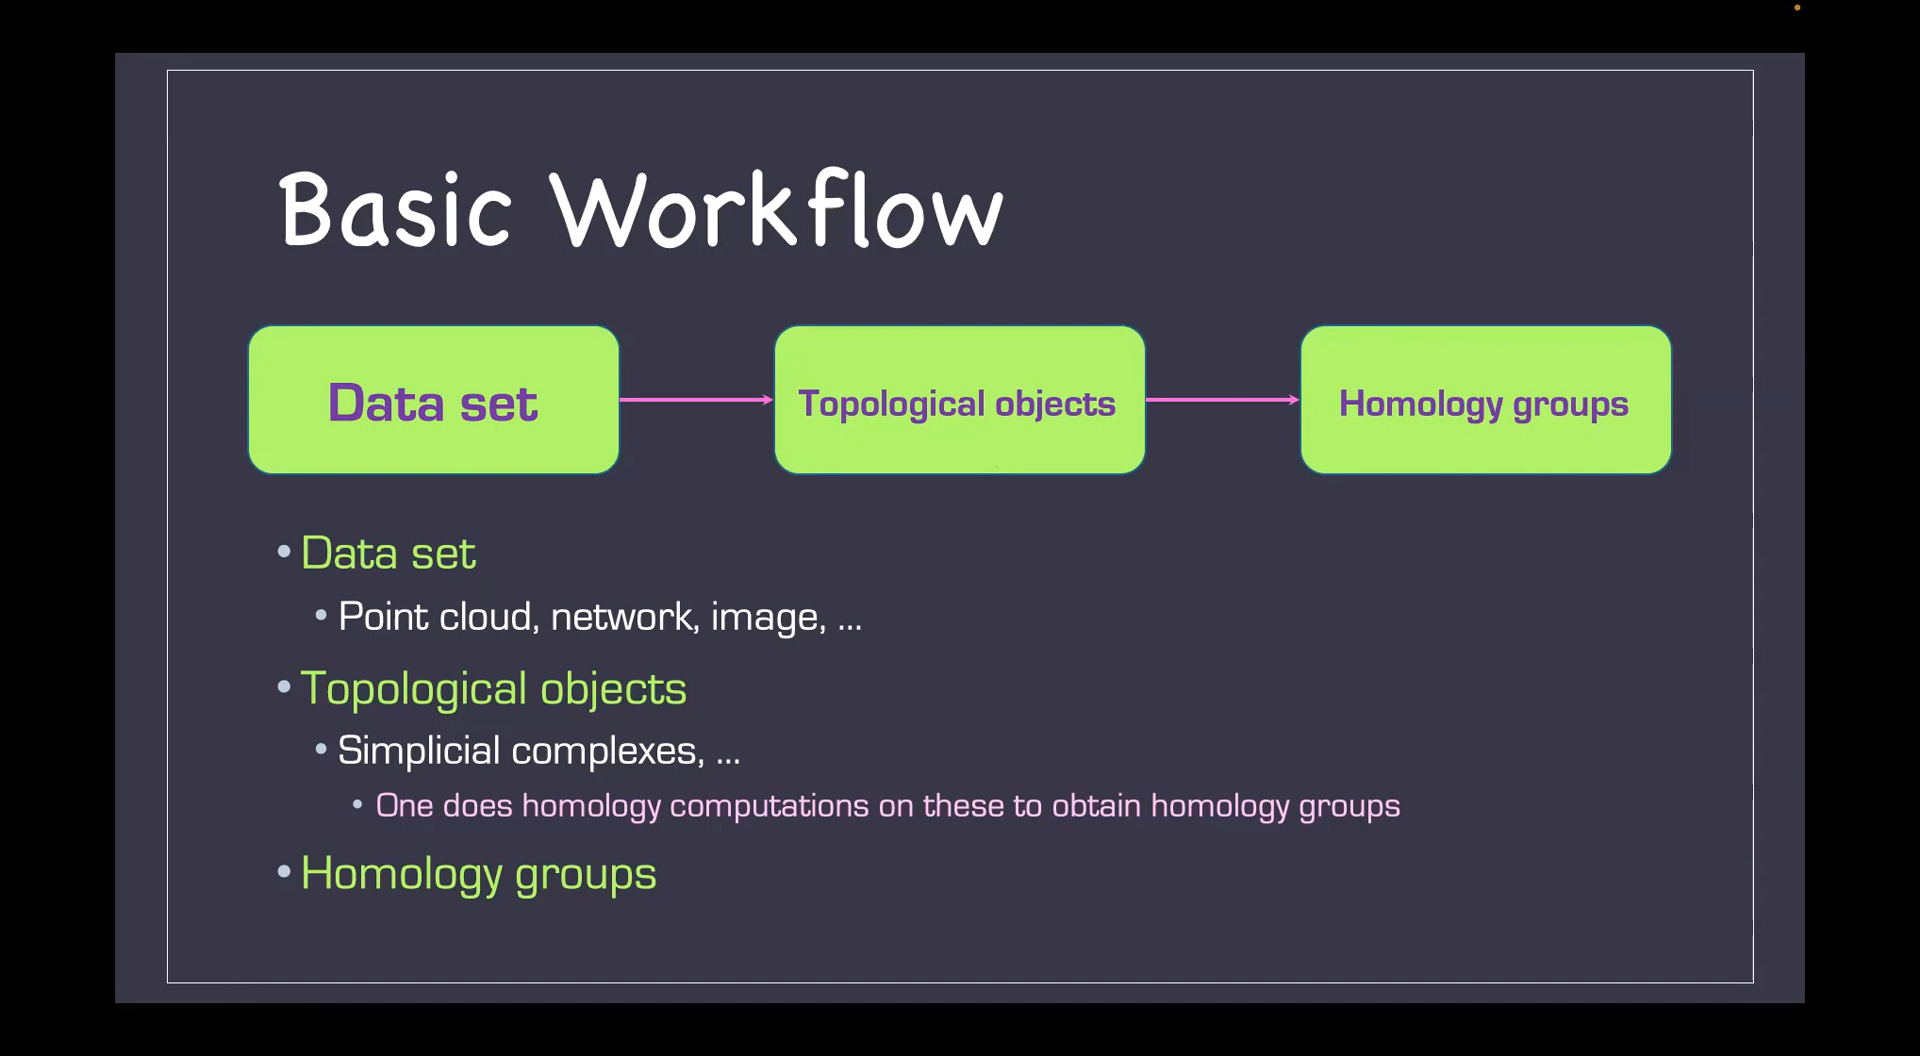 Basic Workflow
Data set
Topological objects
Homology groups
• Data set
• Point cloud, network, image, ...
• Topological objects
• Simplicial complexes, ...
• One does homology computations on these to obtain homology groups
• Homology groups